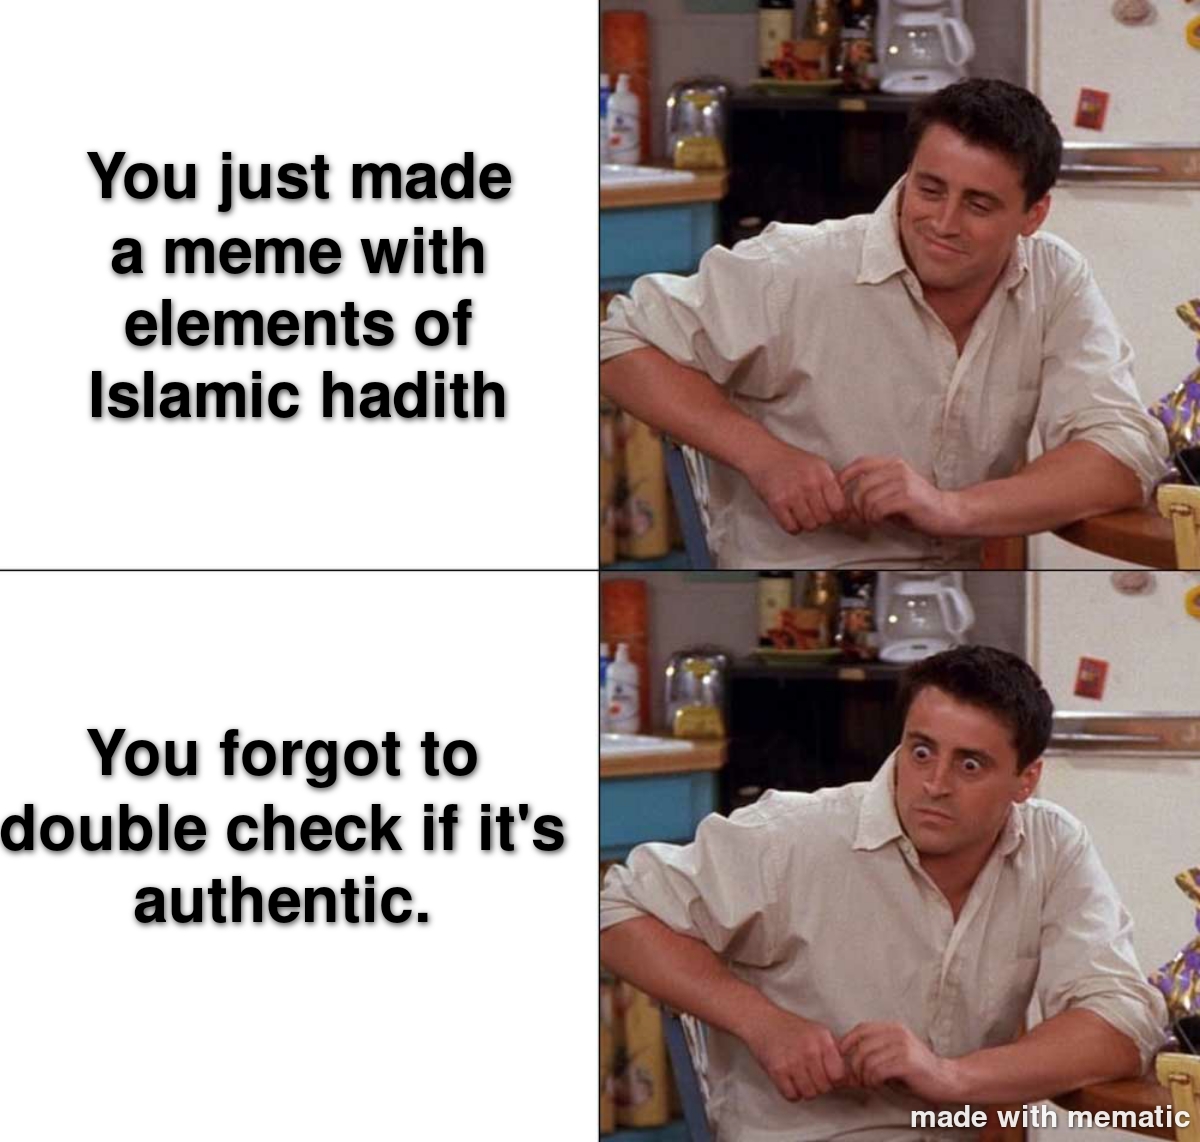 You just made
a meme with
elements of
Islamic hadith
You forgot to
double check if it's
authentic.
made with mematic